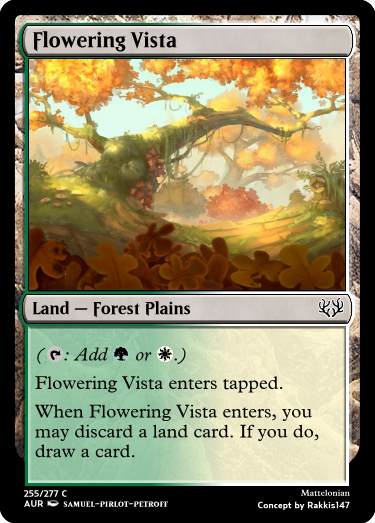 Flowering Vista
Land — Forest Plains
( : Add or .)
Flowering Vista enters tapped.
When Flowering Vista enters, you
may discard a land card. If you do,
draw a card.
255/277 C
Mattelonian
AUR SAMUEL-PIRLOT-PETROFF
Concept by Rakkis147